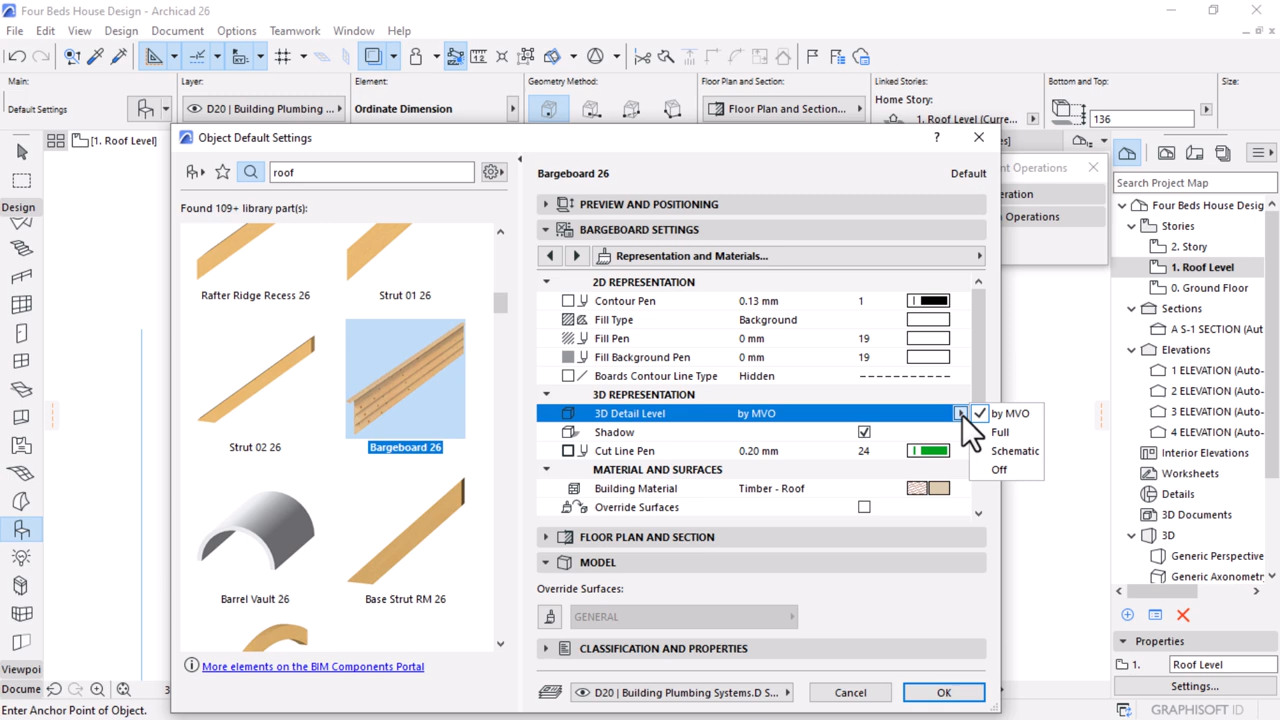 Four Beds House Design - Archicad 26
File Edit View Design Document Options Teamwork Window Help
Main: Layer: Element: Geometry Method: Floor Plan and Section: Linked Stories: Bottom and Top: Size:
Default Settings
D20 | Building Plumbing ...
Ordinate Dimension
Floor Plan and Section...
Home Story:
1. Roof Level (Curre...
136
[1. Roof Level]
Object Default Settings
?
roof
Found 109+ library part(s):
Rafter Ridge Recess 26
Strut 01 26
Strut 02 26
Bargeboard 26
Barrel Vault 26
Base Strut RM 26
More elements on the BIM Components Portal
Bargeboard 26
Default
PREVIEW AND POSITIONING
BARGEBOARD SETTINGS
Representation and Materials...
2D REPRESENTATION
Contour Pen 0.13 mm 1
Fill Type Background
Fill Pen 0 mm 19
Fill Background Pen 0 mm 19
Boards Contour Line Type Hidden
3D REPRESENTATION
3D Detail Level by MVO
Shadow
Cut Line Pen 0.20 mm 24
MATERIAL AND SURFACES
Building Material Timber - Roof
Override Surfaces
by MVO
Full
Schematic
Off
FLOOR PLAN AND SECTION
MODEL
Override Surfaces:
GENERAL
CLASSIFICATION AND PROPERTIES
D20 | Building Plumbing Systems.D S...
Cancel
OK
Design
Viewpoi
Docume
Enter Anchor Point of Object.
Search Project Map
Four Beds House Desig
Stories
2. Story
1. Roof Level
0. Ground Floor
Sections
A S-1 SECTION (Aut
Elevations
1 ELEVATION (Auto-
2 ELEVATION (Auto-
3 ELEVATION (Auto-
4 ELEVATION (Auto-
Interior Elevations
Worksheets
Details
3D Documents
3D
Generic Perspective
Generic Axonometr
Properties
1. Roof Level
Settings...
GRAPHISOFT ID